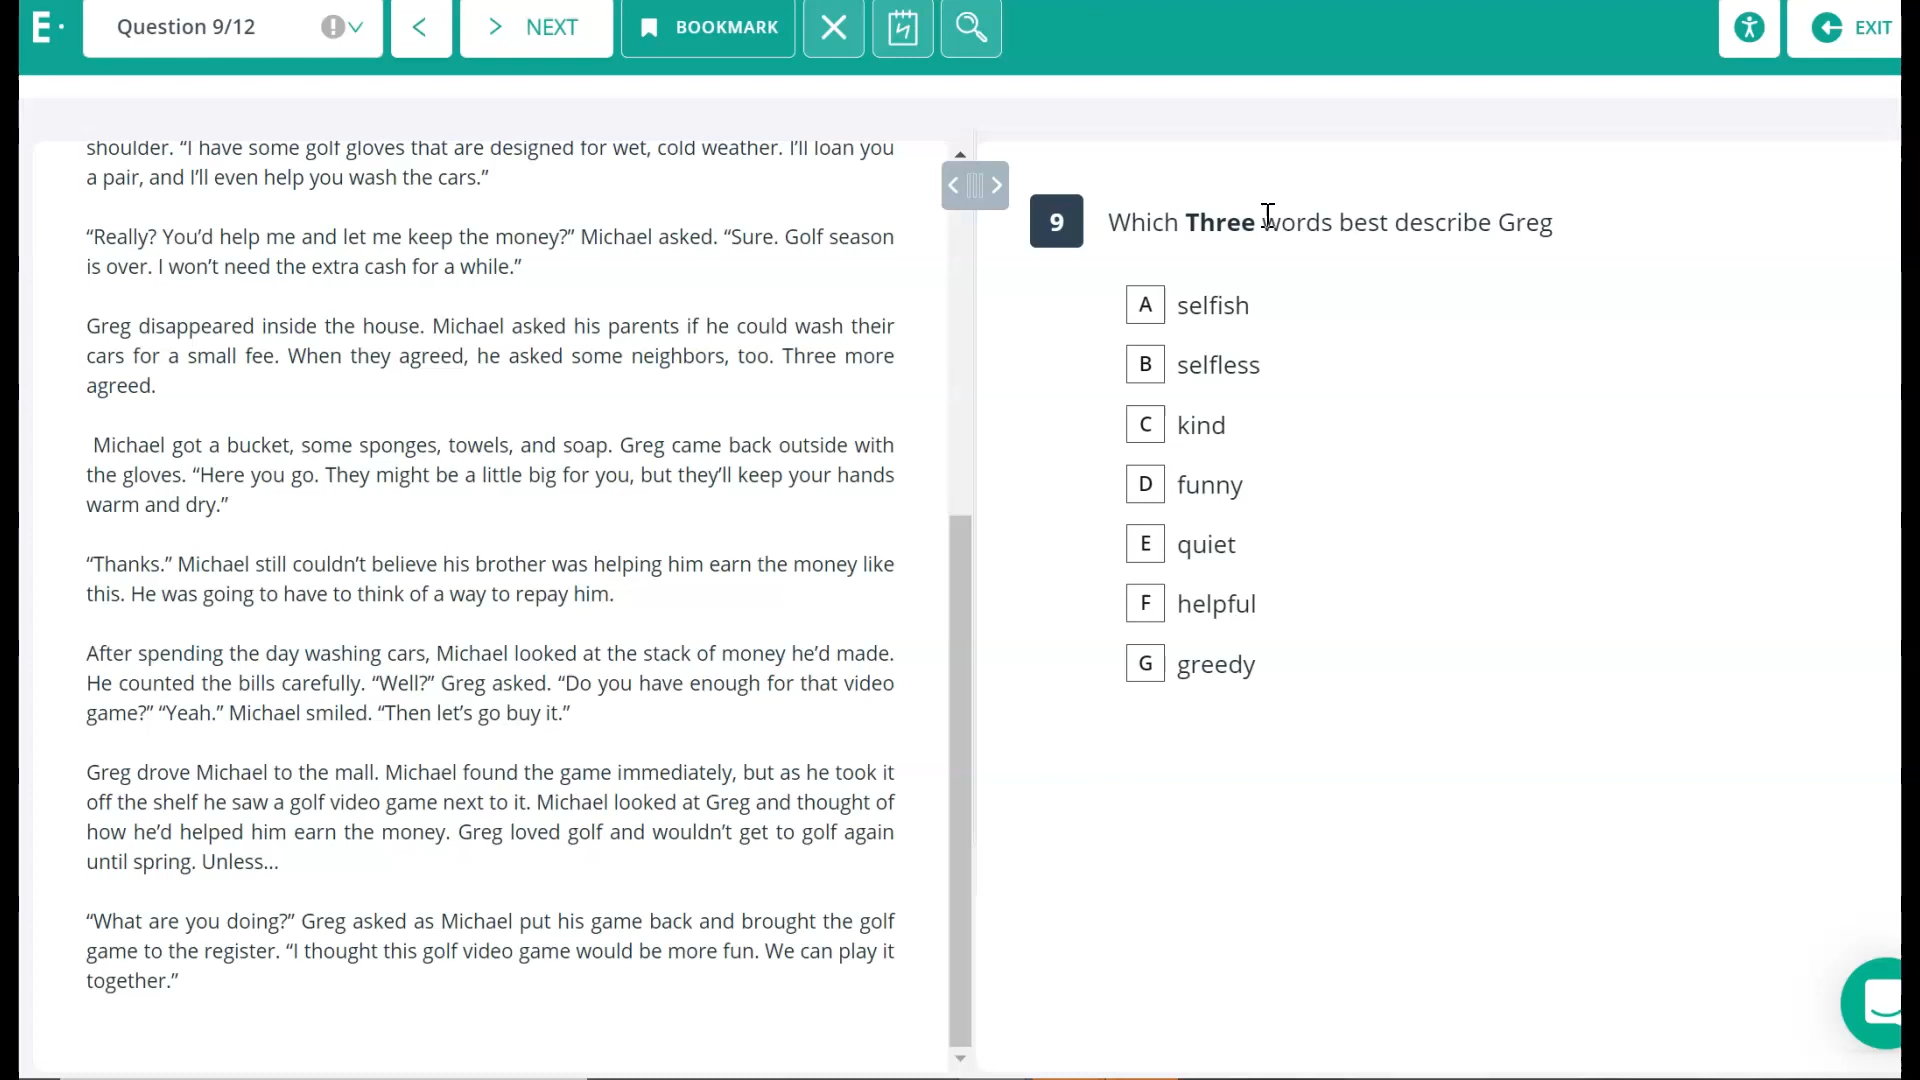 E·
Question 9/12
NEXT
BOOKMARK
EXIT
shoulder. “I have some golf gloves that are designed for wet, cold weather. I’ll loan you
a pair, and I’ll even help you wash the cars.”
“Really? You’d help me and let me keep the money?” Michael asked. “Sure. Golf season
is over. I won’t need the extra cash for a while.”
Greg disappeared inside the house. Michael asked his parents if he could wash their
cars for a small fee. When they agreed, he asked some neighbors, too. Three more
agreed.
Michael got a bucket, some sponges, towels, and soap. Greg came back outside with
the gloves. “Here you go. They might be a little big for you, but they’ll keep your hands
warm and dry.”
“Thanks.” Michael still couldn’t believe his brother was helping him earn the money like
this. He was going to have to think of a way to repay him.
After spending the day washing cars, Michael looked at the stack of money he’d made.
He counted the bills carefully. “Well?” Greg asked. “Do you have enough for that video
game?” “Yeah.” Michael smiled. “Then let’s go buy it.”
Greg drove Michael to the mall. Michael found the game immediately, but as he took it
off the shelf he saw a golf video game next to it. Michael looked at Greg and thought of
how he’d helped him earn the money. Greg loved golf and wouldn’t get to golf again
until spring. Unless...
“What are you doing?” Greg asked as Michael put his game back and brought the golf
game to the register. “I thought this golf video game would be more fun. We can play it
together.”
9 Which Three words best describe Greg
A selfish
B selfless
C kind
D funny
E quiet
F helpful
G greedy